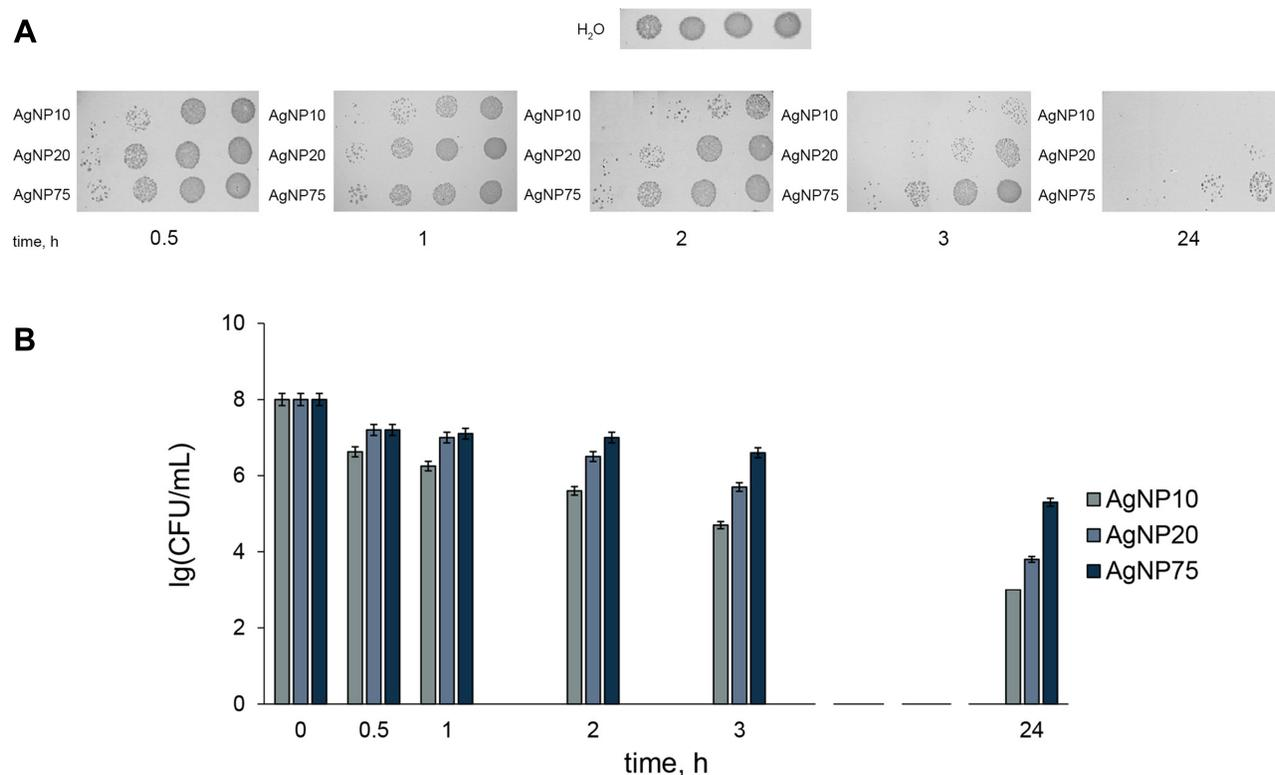 A
H₂O
AgNP10 AgNP10 AgNP10 AgNP10 AgNP10
AgNP20 AgNP20 AgNP20 AgNP20 AgNP20
AgNP75 AgNP75 AgNP75 AgNP75 AgNP75
time, h 0.5 1 2 3 24
B
lg(CFU/mL)
10
8
6
4
2
0
0 0.5 1 2 3 24
time, h
AgNP10
AgNP20
AgNP75